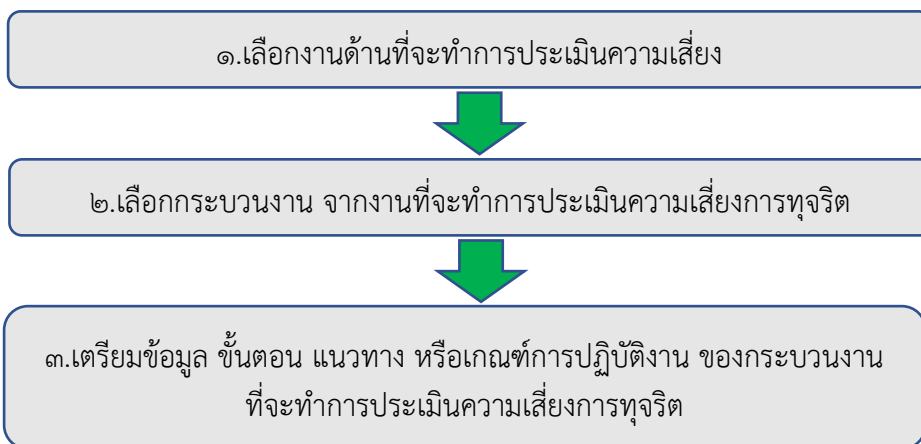 ๑.เลือกงานด้านที่จะทำการประเมินความเสี่ยง
๒.เลือกกระบวนงาน จากงานที่จะทำการประเมินความเสี่ยงการทุจริต
๓.เตรียมข้อมูล ขั้นตอน แนวทาง หรือเกณฑ์การปฏิบัติงาน ของกระบวนงาน
ที่จะทำการประเมินความเสี่ยงการทุจริต